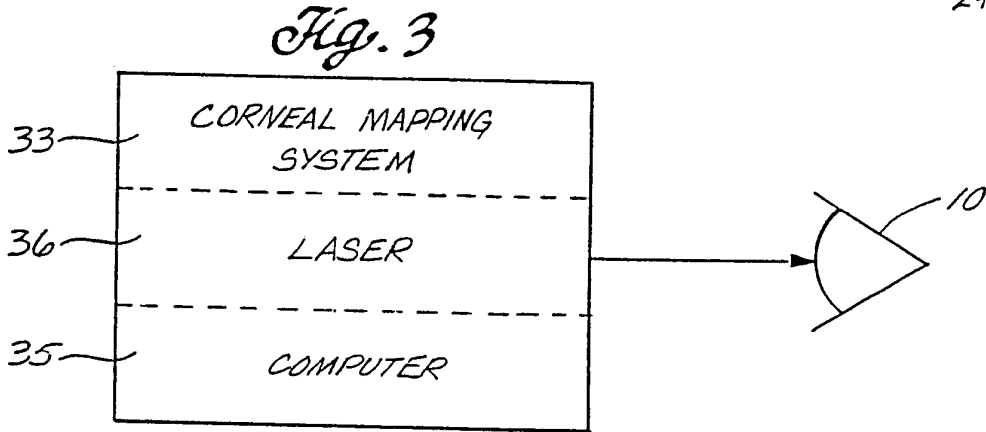 Fig. 3
33
CORNEAL MAPPING
SYSTEM
36
LASER
10
35
COMPUTER